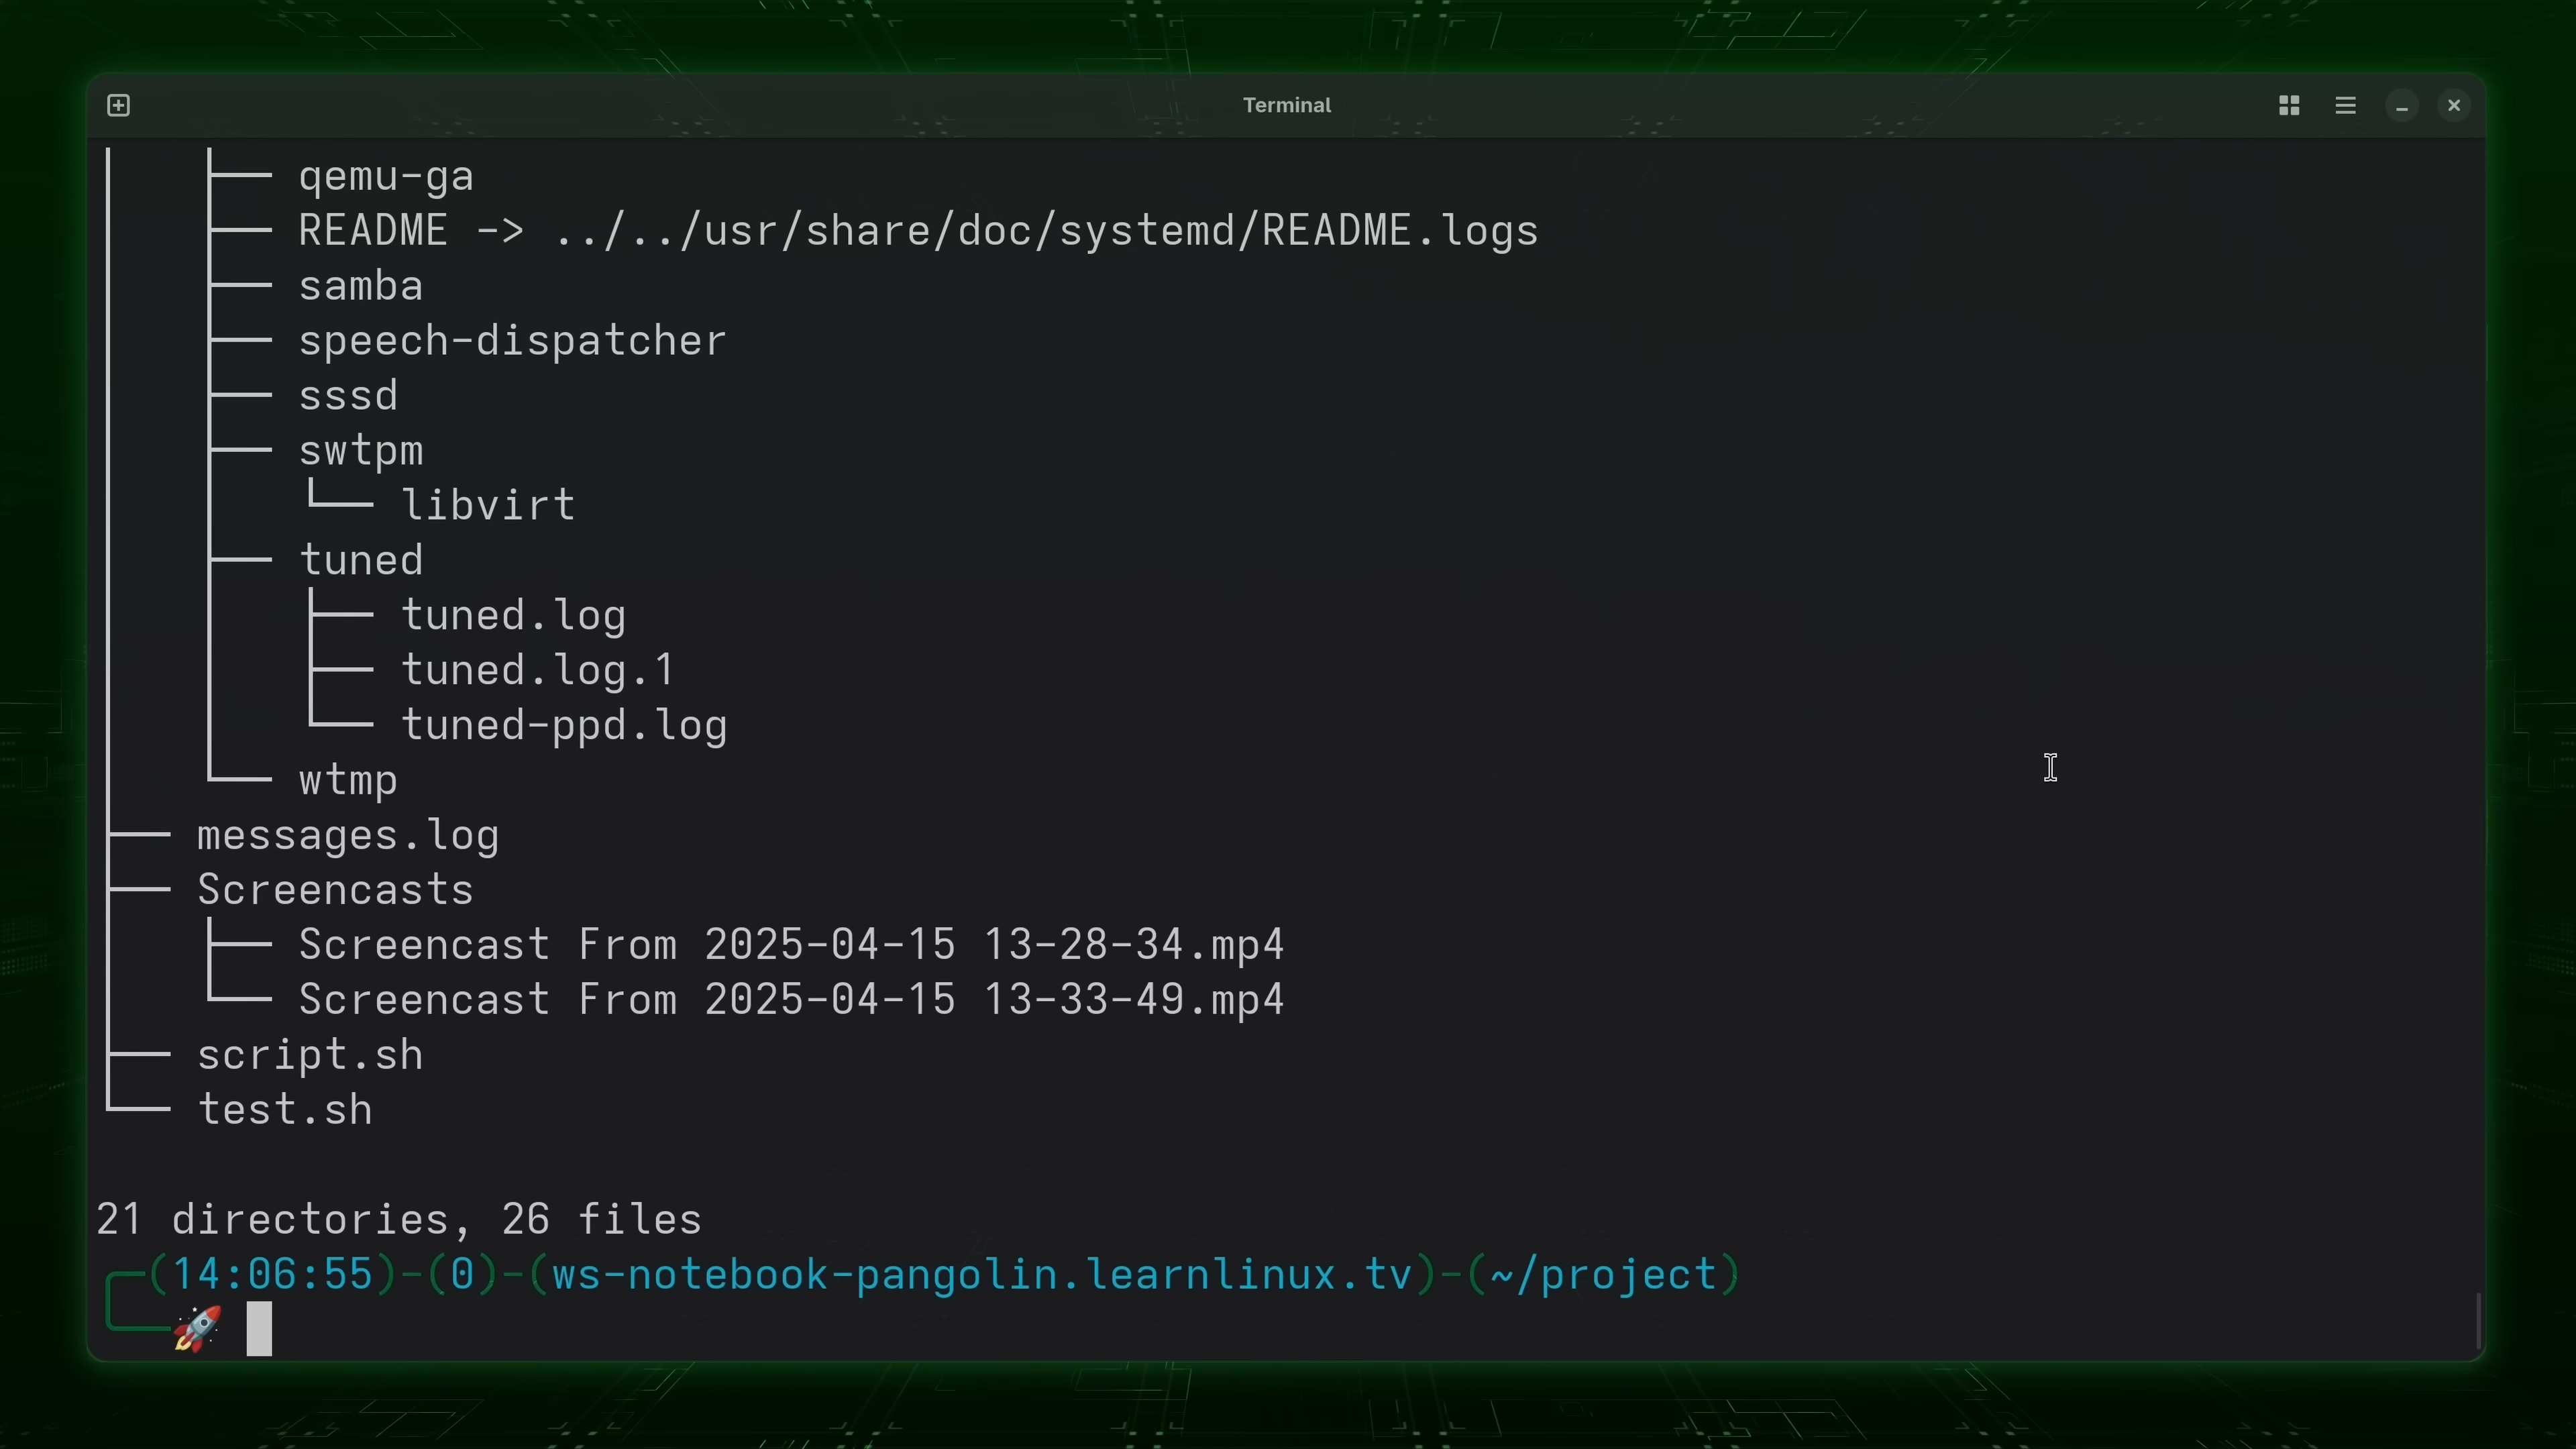 Terminal
│   ├── qemu-ga
│   ├── README -> ../../usr/share/doc/systemd/README.logs
│   ├── samba
│   ├── speech-dispatcher
│   ├── sssd
│   ├── swtpm
│   │   └── libvirt
│   ├── tuned
│   │   ├── tuned.log
│   │   ├── tuned.log.1
│   │   └── tuned-ppd.log
│   └── wtmp
├── messages.log
├── Screencasts
│   ├── Screencast From 2025-04-15 13-28-34.mp4
│   └── Screencast From 2025-04-15 13-33-49.mp4
├── script.sh
└── test.sh
21 directories, 26 files
┌─(14:06:55)-(0)-(ws-notebook-pangolin.learnlinux.tv)-(~/project)
└──🚀